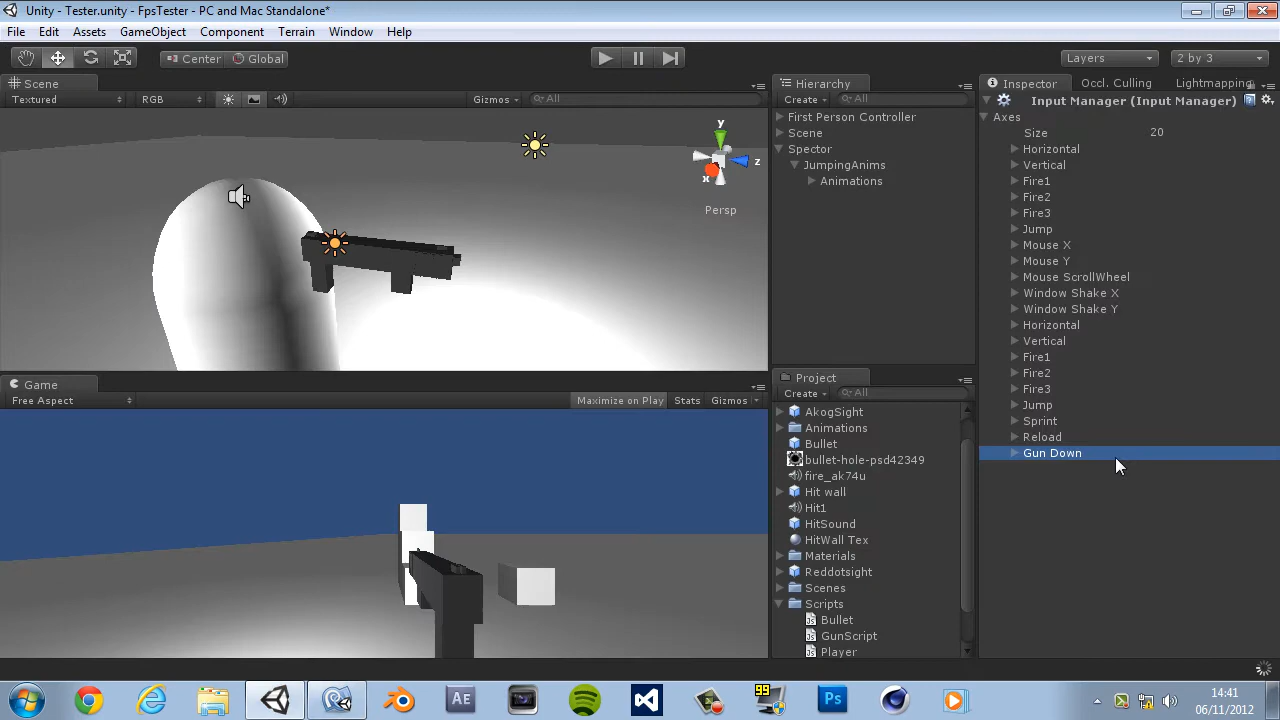 Unity - Tester.unity - FpsTester - PC and Mac Standalone*
File Edit Assets GameObject Component Terrain Window Help
Center Global Layers 2 by 3
Scene
Textured RGB Gizmos All
y
z
x
Persp
Game
Free Aspect Maximize on Play Stats Gizmos
Hierarchy
Create All
First Person Controller
Scene
Spector
JumpingAnims
Animations
Project
Create All
AkogSight
Animations
Bullet
bullet-hole-psd42349
fire_ak74u
Hit wall
Hit1
HitSound
HitWall Tex
Materials
Reddotsight
Scenes
Scripts
Bullet
GunScript
Player
Inspector Occl. Culling Lightmapping
Input Manager (Input Manager)
Axes
Size 20
Horizontal
Vertical
Fire1
Fire2
Fire3
Jump
Mouse X
Mouse Y
Mouse ScrollWheel
Window Shake X
Window Shake Y
Horizontal
Vertical
Fire1
Fire2
Fire3
Jump
Sprint
Reload
Gun Down
AE
99
Ps
14:41
06/11/2012